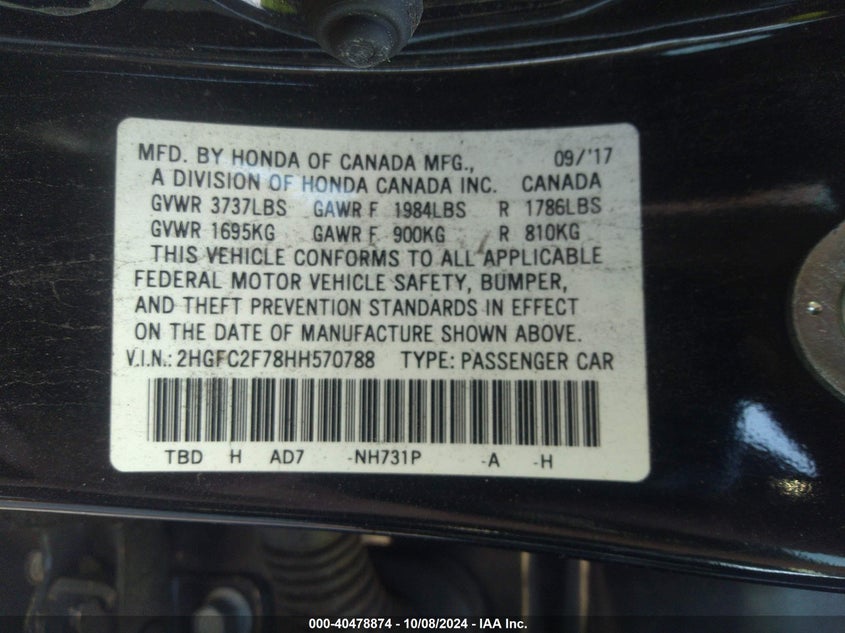 MFD. BY HONDA OF CANADA MFG., 09/'17
A DIVISION OF HONDA CANADA INC. CANADA
GVWR 3737LBS GAWR F 1984LBS R 1786LBS
GVWR 1695KG GAWR F 900KG R 810KG
THIS VEHICLE CONFORMS TO ALL APPLICABLE
FEDERAL MOTOR VEHICLE SAFETY, BUMPER,
AND THEFT PREVENTION STANDARDS IN EFFECT
ON THE DATE OF MANUFACTURE SHOWN ABOVE.
V.I.N.: 2HGFC2F78HH570788 TYPE: PASSENGER CAR
TBD H AD7 -NH731P -A -H
000-40478874 - 10/08/2024 - IAA Inc.